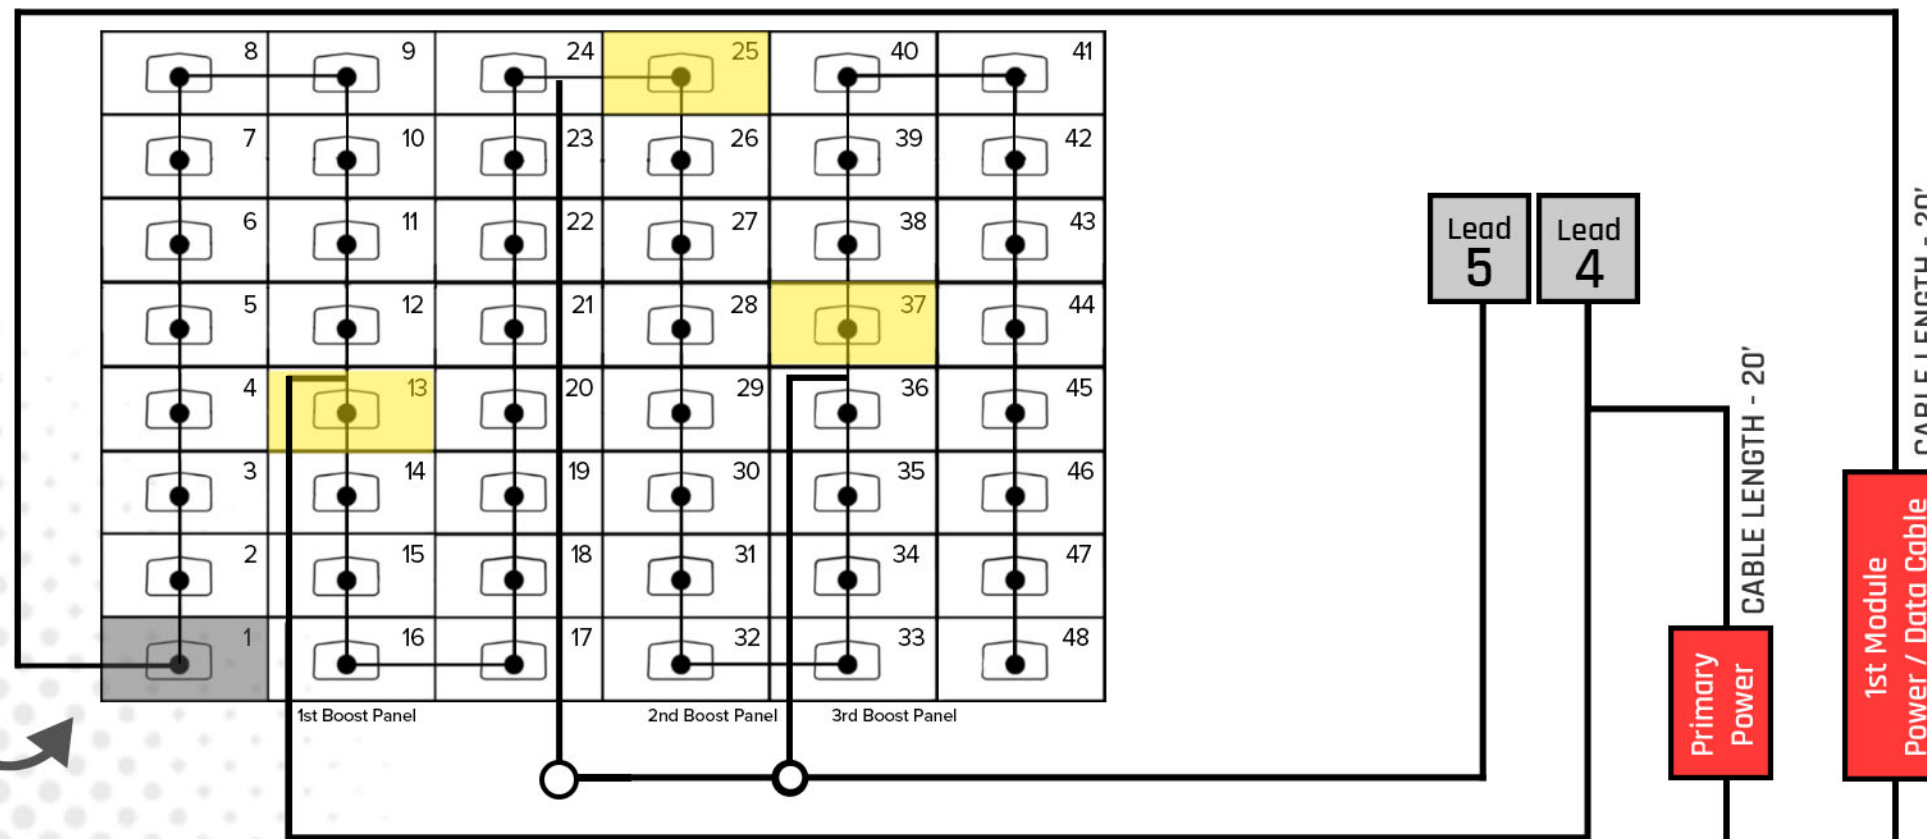 8 9 24 25 40 41
7 10 23 26 39 42
6 11 22 27 38 43
5 12 21 28 37 44
4 13 20 29 36 45
3 14 19 30 35 46
2 15 18 31 34 47
1 16 17 32 33 48
1st Boost Panel 2nd Boost Panel 3rd Boost Panel
Lead
5
Lead
4
CABLE LENGTH - 20'
Primary
Power
CABLE LENGTH - 20'
1st Module
Power / Data Cable